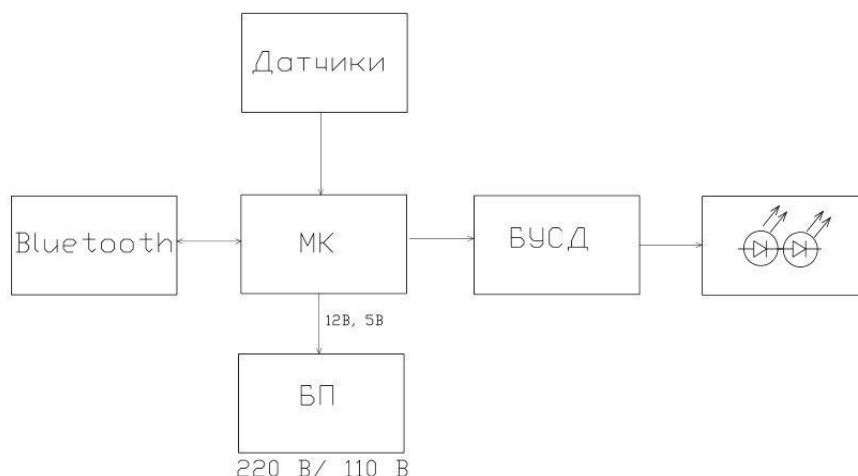 Датчики
Bluetooth
МК
БУСД
12В, 5В
БП
220 В/ 110 В